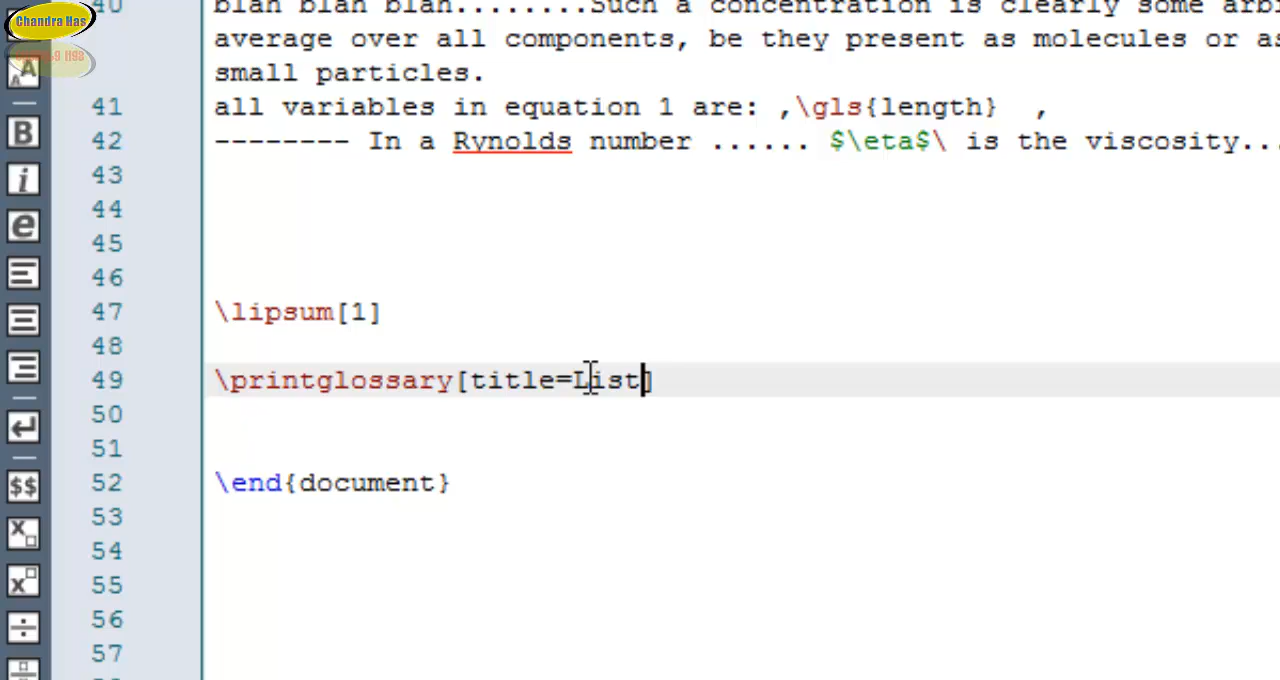 Chandra Has
40 blah blah blah........Such a concentration is clearly some arbi
average over all components, be they present as molecules or as
small particles.
41 all variables in equation 1 are: ,\gls{length}  ,
42 -------- In a Rynolds number ...... $\eta$\ is the viscosity...
43
44
45
46
47 \lipsum[1]
48
49 \printglossary[title=List]
50
51
52 \end{document}
53
54
55
56
57